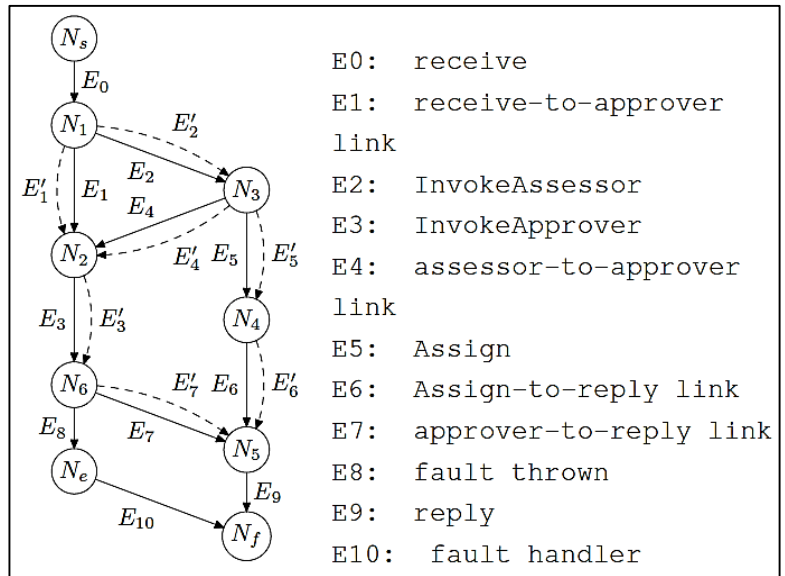 N_s
E_0
N_1
E'_2
E'_1
E_1
E_2
N_3
E_4
N_2
E'_4
E_5
E'_5
E_3
E'_3
N_4
N_6
E'_7
E_6
E'_6
E_8
E_7
N_5
N_e
E_9
E_10
N_f
E0: receive
E1: receive-to-approver
link
E2: InvokeAssessor
E3: InvokeApprover
E4: assessor-to-approver
link
E5: Assign
E6: Assign-to-reply link
E7: approver-to-reply link
E8: fault thrown
E9: reply
E10: fault handler